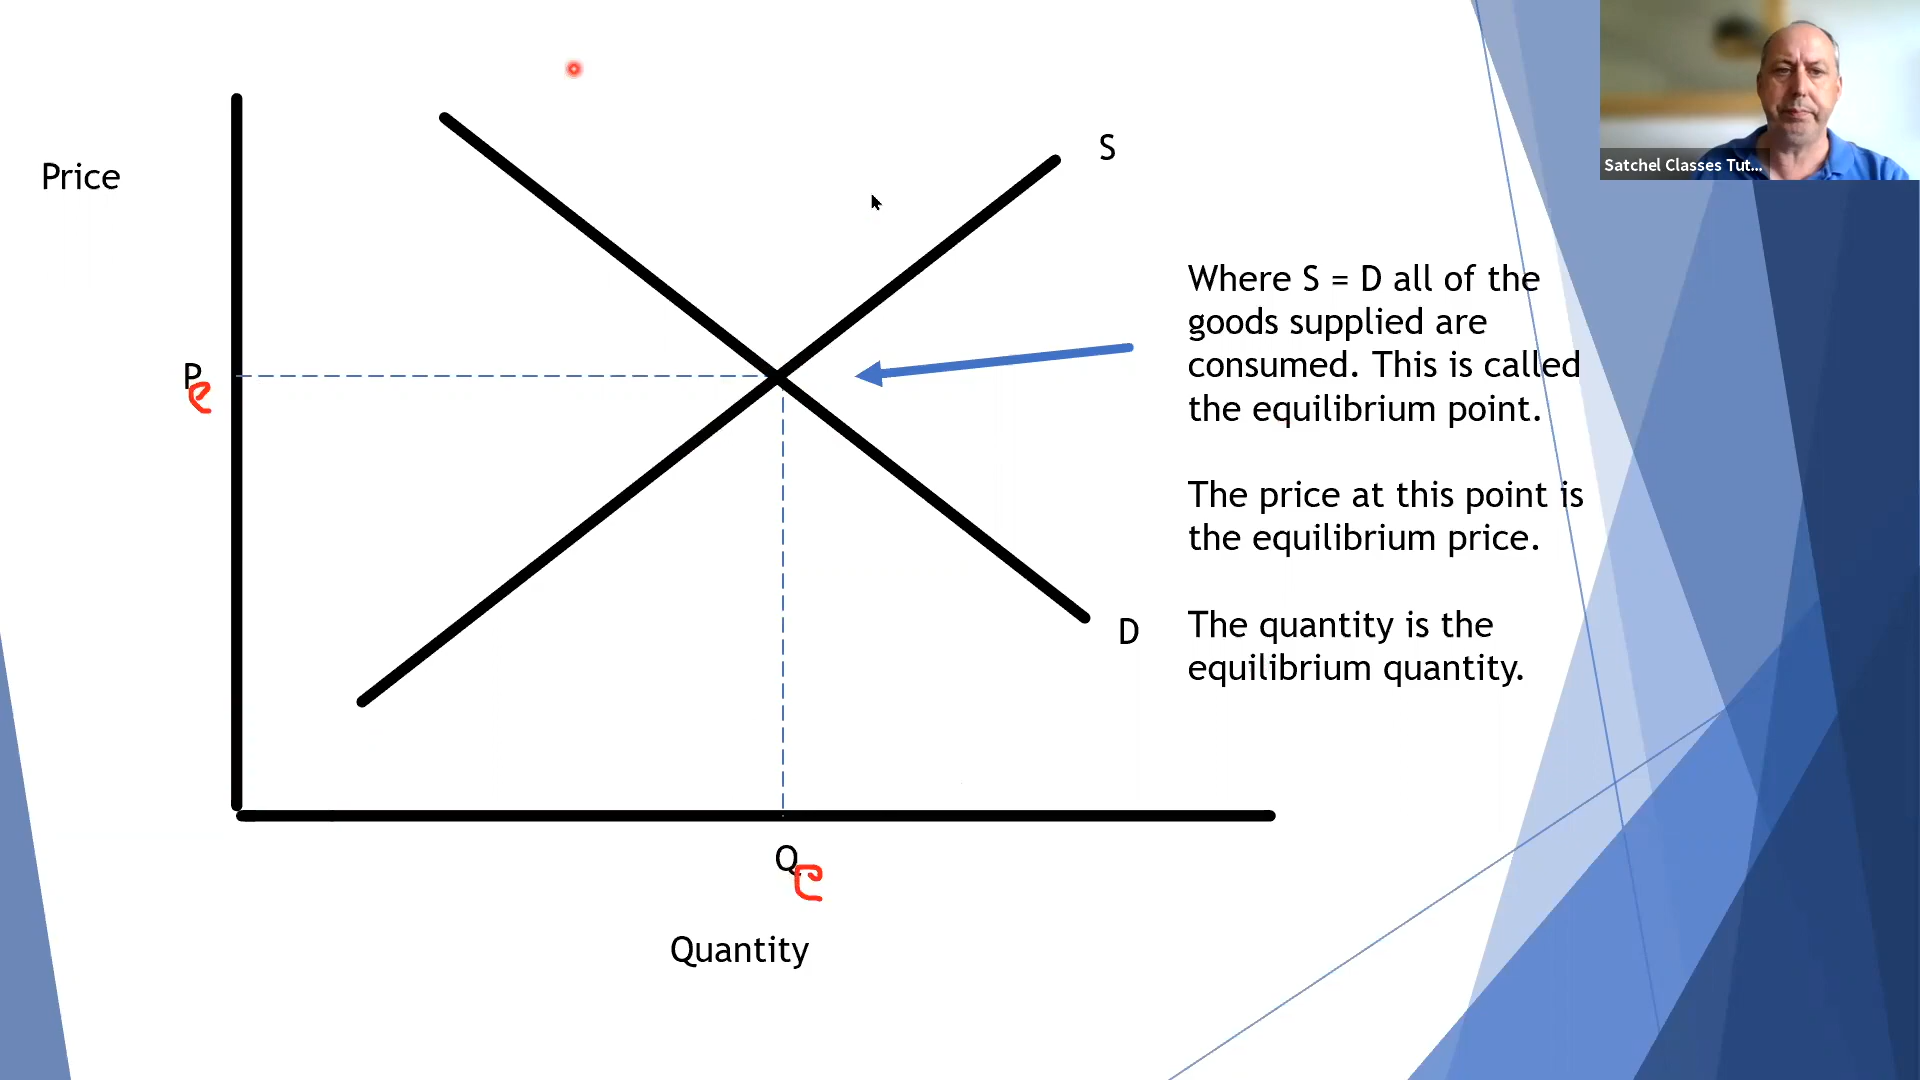 Satchel Classes Tut...
S
Price
Where S = D all of the
goods supplied are
consumed. This is called
the equilibrium point.
Pe
The price at this point is
the equilibrium price.
The quantity is the
equilibrium quantity.
D
Qe
Quantity